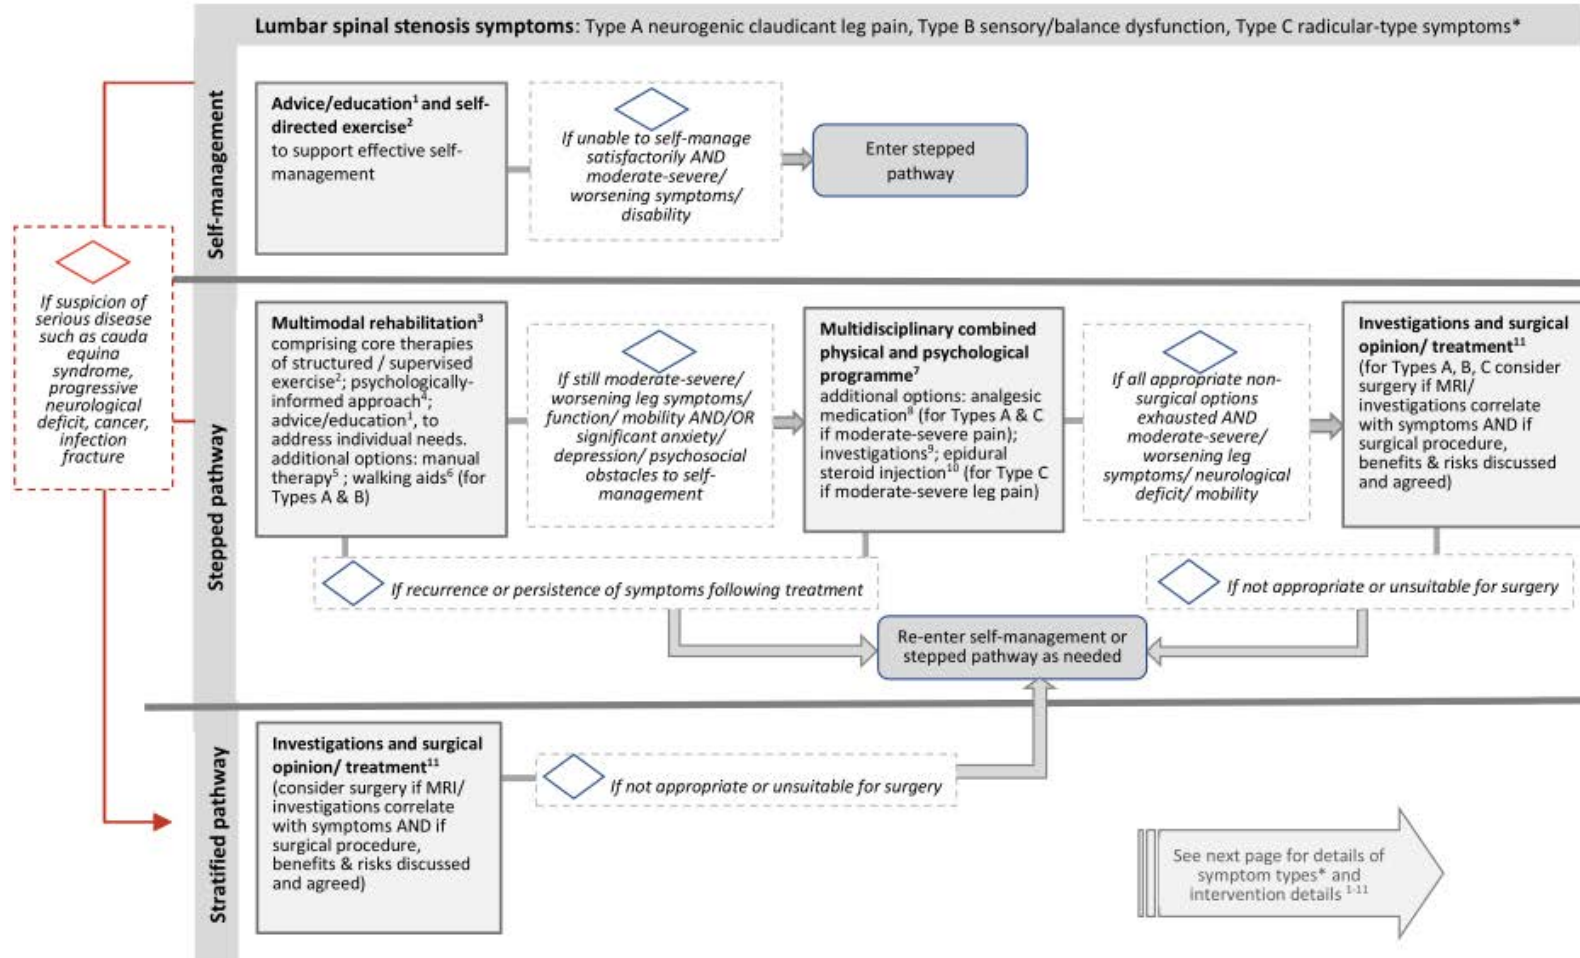 Lumbar spinal stenosis symptoms: Type A neurogenic claudicant leg pain, Type B sensory/balance dysfunction, Type C radicular-type symptoms*
Self-management
Advice/education¹ and self-
directed exercise²
to support effective self-
management
If unable to self-manage
satisfactorily AND
moderate-severe/
worsening symptoms/
disability
Enter stepped
pathway
If suspicion of
serious disease
such as cauda
equina
syndrome,
progressive
neurological
deficit, cancer,
infection
fracture
Stepped pathway
Multimodal rehabilitation³
comprising core therapies
of structured / supervised
exercise²; psychologically-
informed approach⁴;
advice/education¹, to
address individual needs.
additional options: manual
therapy⁵ ; walking aids⁶ (for
Types A & B)
If still moderate-severe/
worsening leg symptoms/
function/ mobility AND/OR
significant anxiety/
depression/ psychosocial
obstacles to self-
management
Multidisciplinary combined
physical and psychological
programme⁷
additional options: analgesic
medication⁸ (for Types A & C
if moderate-severe pain);
investigations⁹; epidural
steroid injection¹⁰ (for Type C
if moderate-severe leg pain)
If all appropriate non-
surgical options
exhausted AND
moderate-severe/
worsening leg
symptoms/ neurological
deficit/ mobility
Investigations and surgical
opinion/ treatment¹¹
(for Types A, B, C consider
surgery if MRI/
investigations correlate
with symptoms AND if
surgical procedure,
benefits & risks discussed
and agreed)
If recurrence or persistence of symptoms following treatment
If not appropriate or unsuitable for surgery
Re-enter self-management or
stepped pathway as needed
Stratified pathway
Investigations and surgical
opinion/ treatment¹¹
(consider surgery if MRI/
investigations correlate
with symptoms AND if
surgical procedure,
benefits & risks discussed
and agreed)
If not appropriate or unsuitable for surgery
See next page for details of
symptom types* and
intervention details ¹⁻¹¹